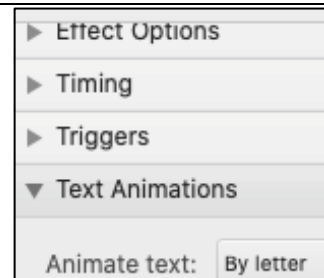 Effect Options
Timing
Triggers
Text Animations
Animate text: By letter